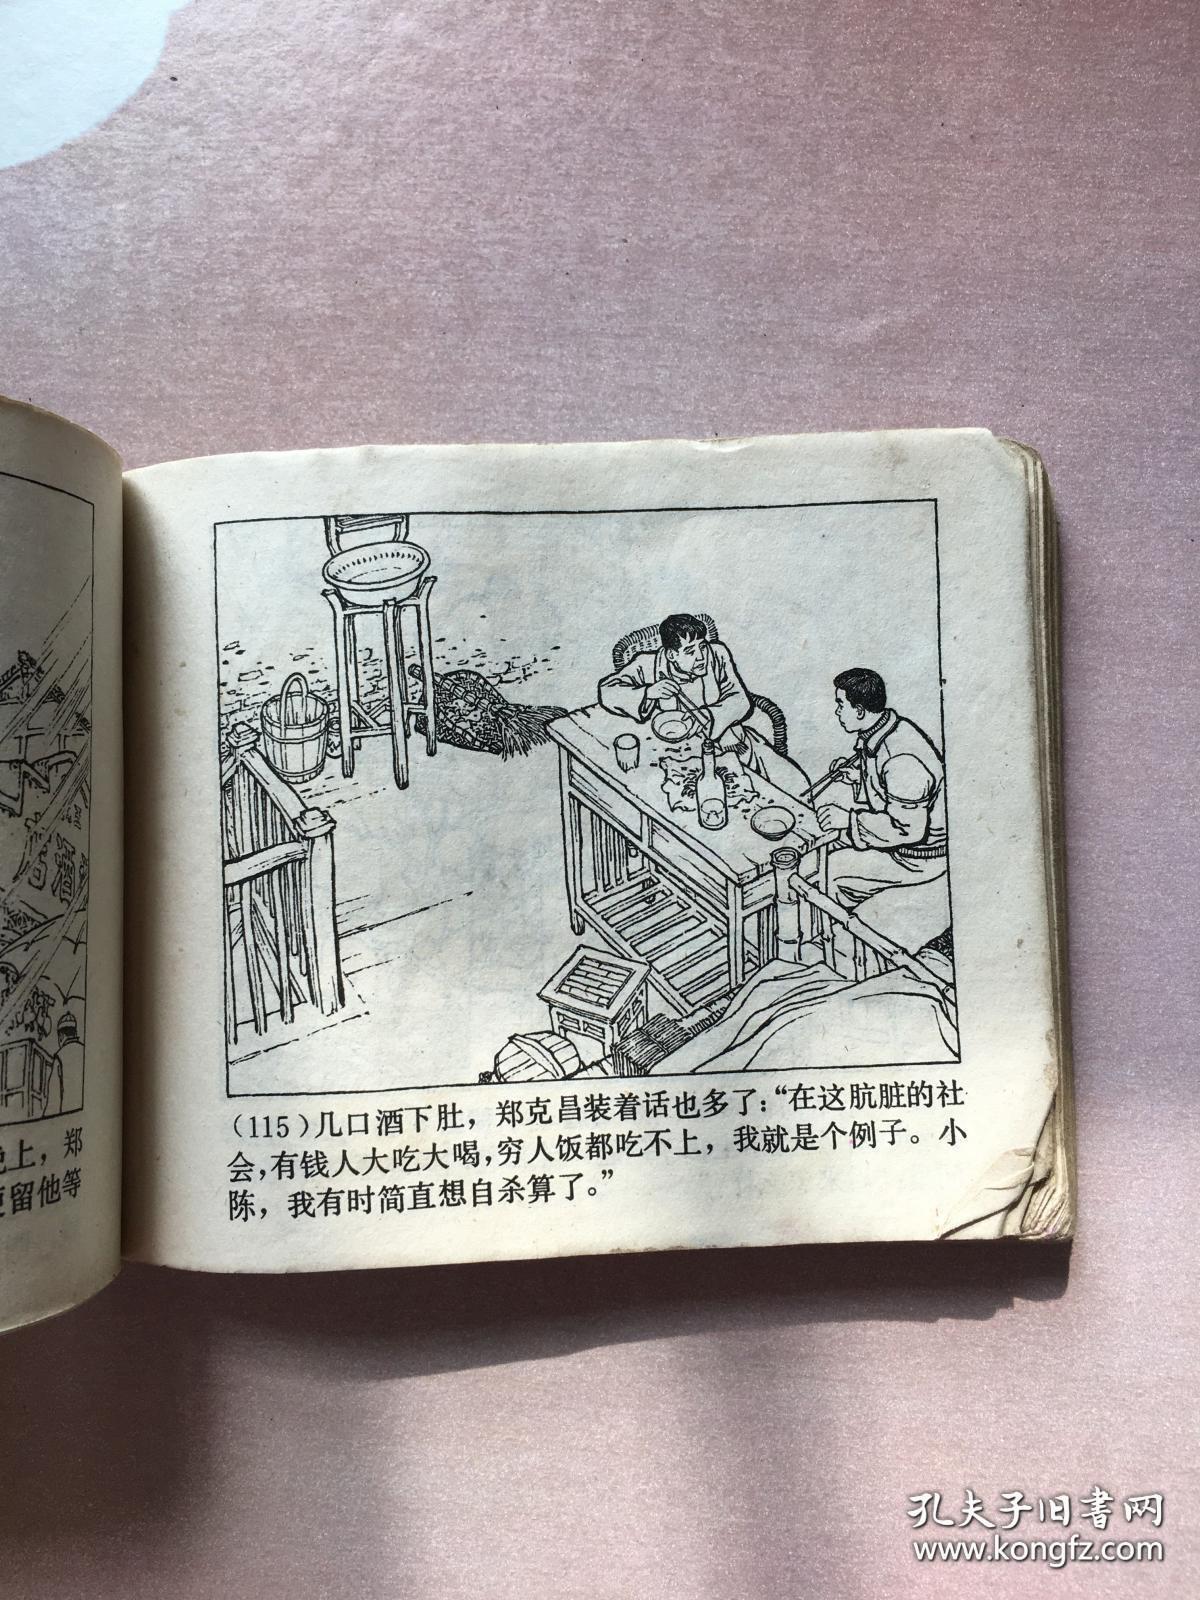 晚上，郑
更留他等
（115）几口酒下肚，郑克昌装着话也多了：“在这肮脏的社
会，有钱人大吃大喝，穷人饭都吃不上，我就是个例子。小
陈，我有时简直想自杀算了。”
孔夫子旧书网
www.kongfz.com